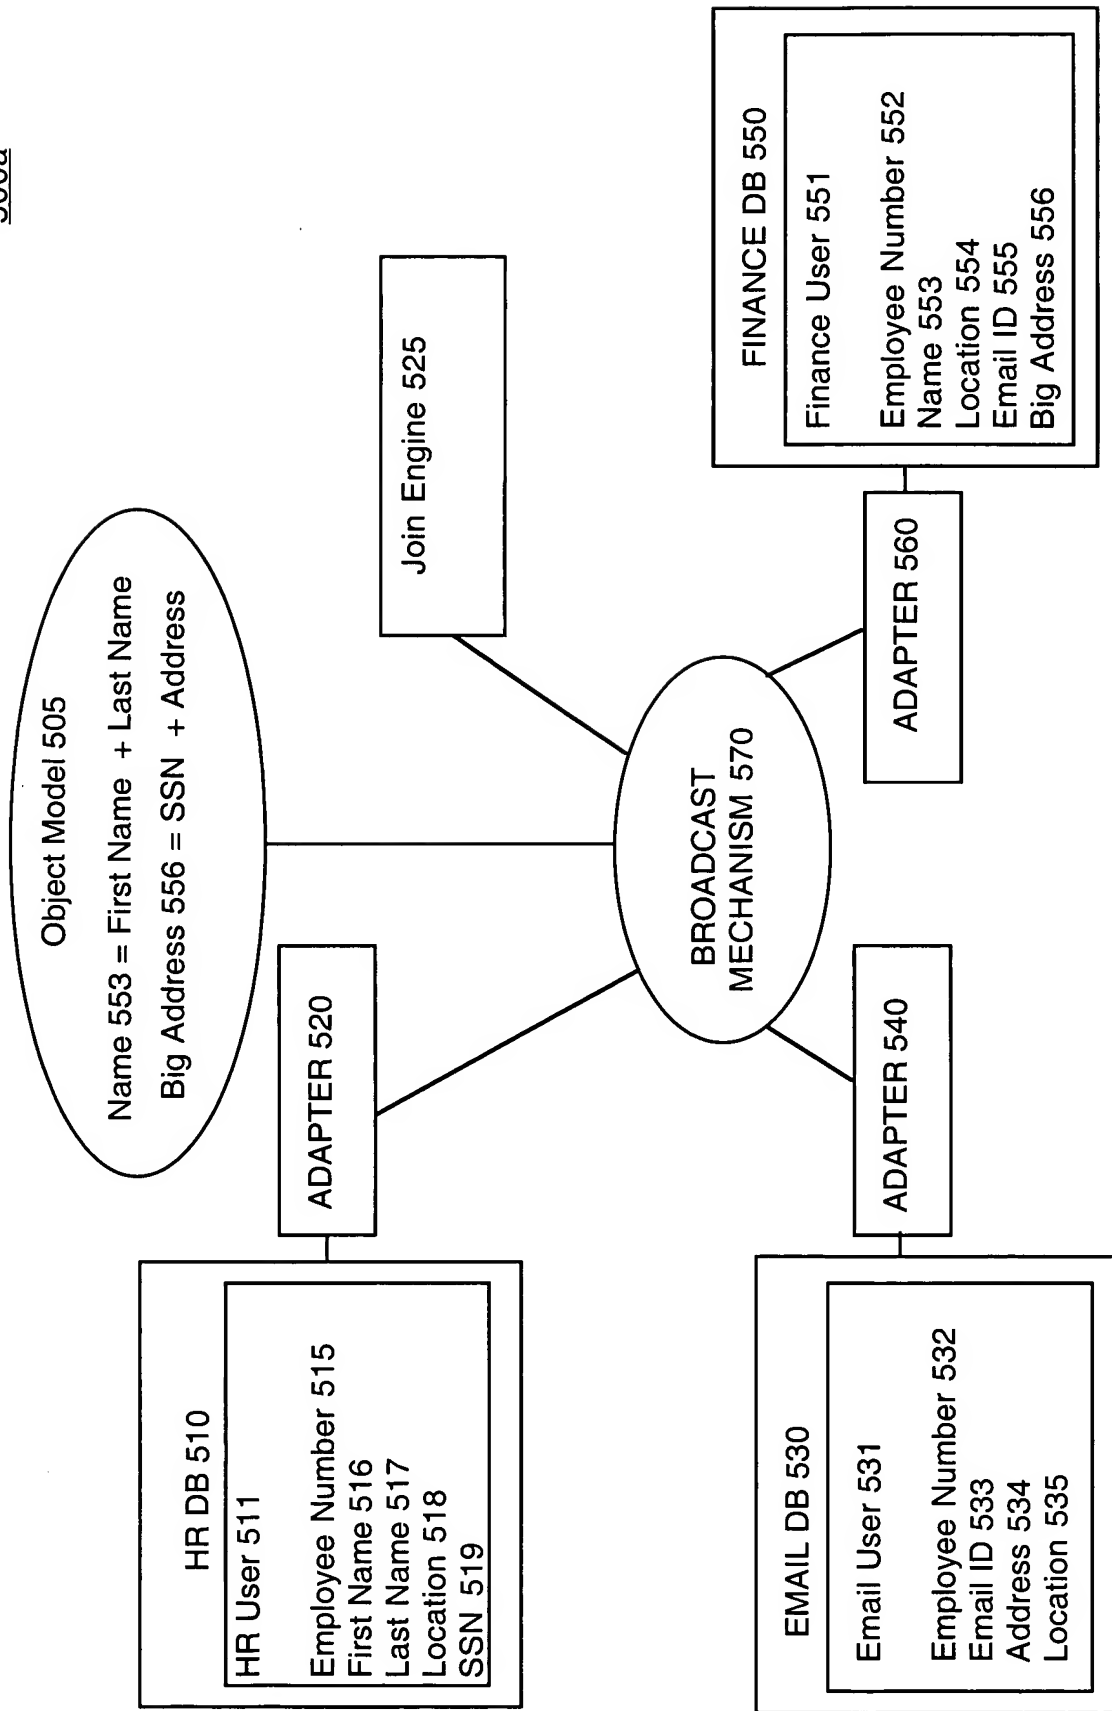 500a
Object Model 505
Name 553 = First Name + Last Name
Big Address 556 = SSN + Address
HR DB 510
HR User 511
Employee Number 515
First Name 516
Last Name 517
Location 518
SSN 519
ADAPTER 520
Join Engine 525
BROADCAST
MECHANISM 570
EMAIL DB 530
Email User 531
Employee Number 532
Email ID 533
Address 534
Location 535
ADAPTER 540
ADAPTER 560
FINANCE DB 550
Finance User 551
Employee Number 552
Name 553
Location 554
Email ID 555
Big Address 556